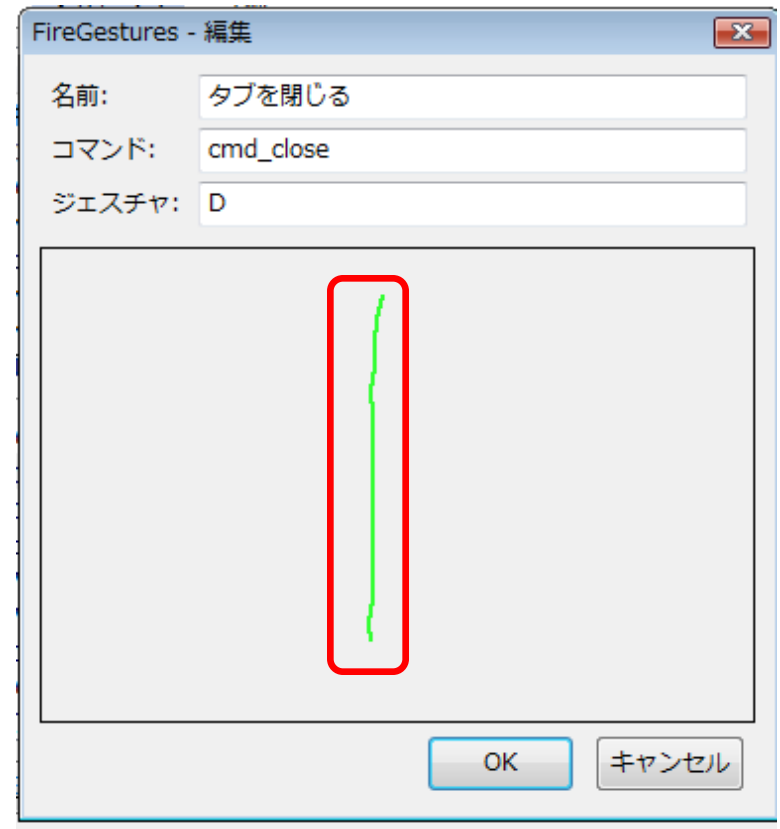 FireGestures - 編集
名前: タブを閉じる
コマンド: cmd_close
ジェスチャ: D
OK キャンセル